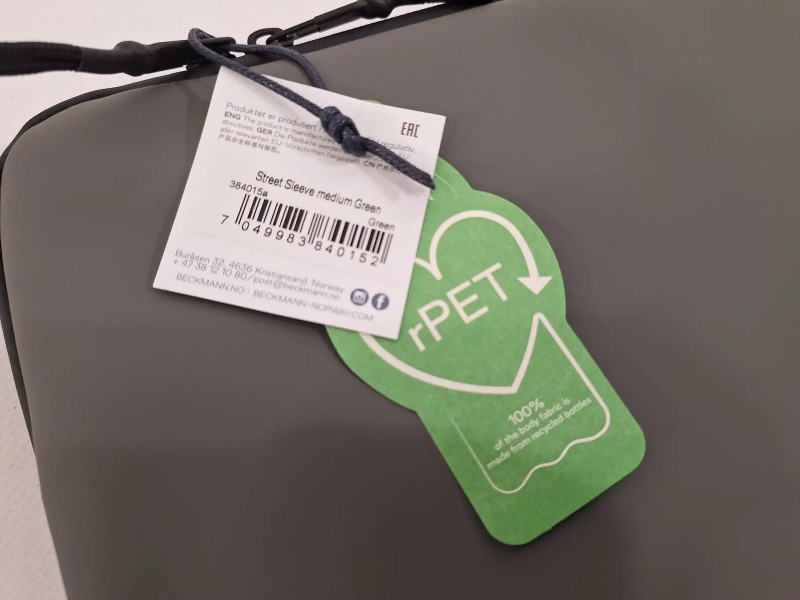 Produktet er produsert
regulativ.
EAC
ENG The product is manufactured
directives. GER Die Produkte werden
aller relevanten EU-Vorschriften hergestellt. CN
Street Sleeve medium Green
384015a
Green
7 049983 840152
Buråsen 32, 4636 Kristiansand, Norway
+ 47 38 12 10 80/post@beckmann.no
BECKMANN.NO | BECKMANN-NORWAY.COM
rPET
100%
of the body fabric is
made from recycled bottles